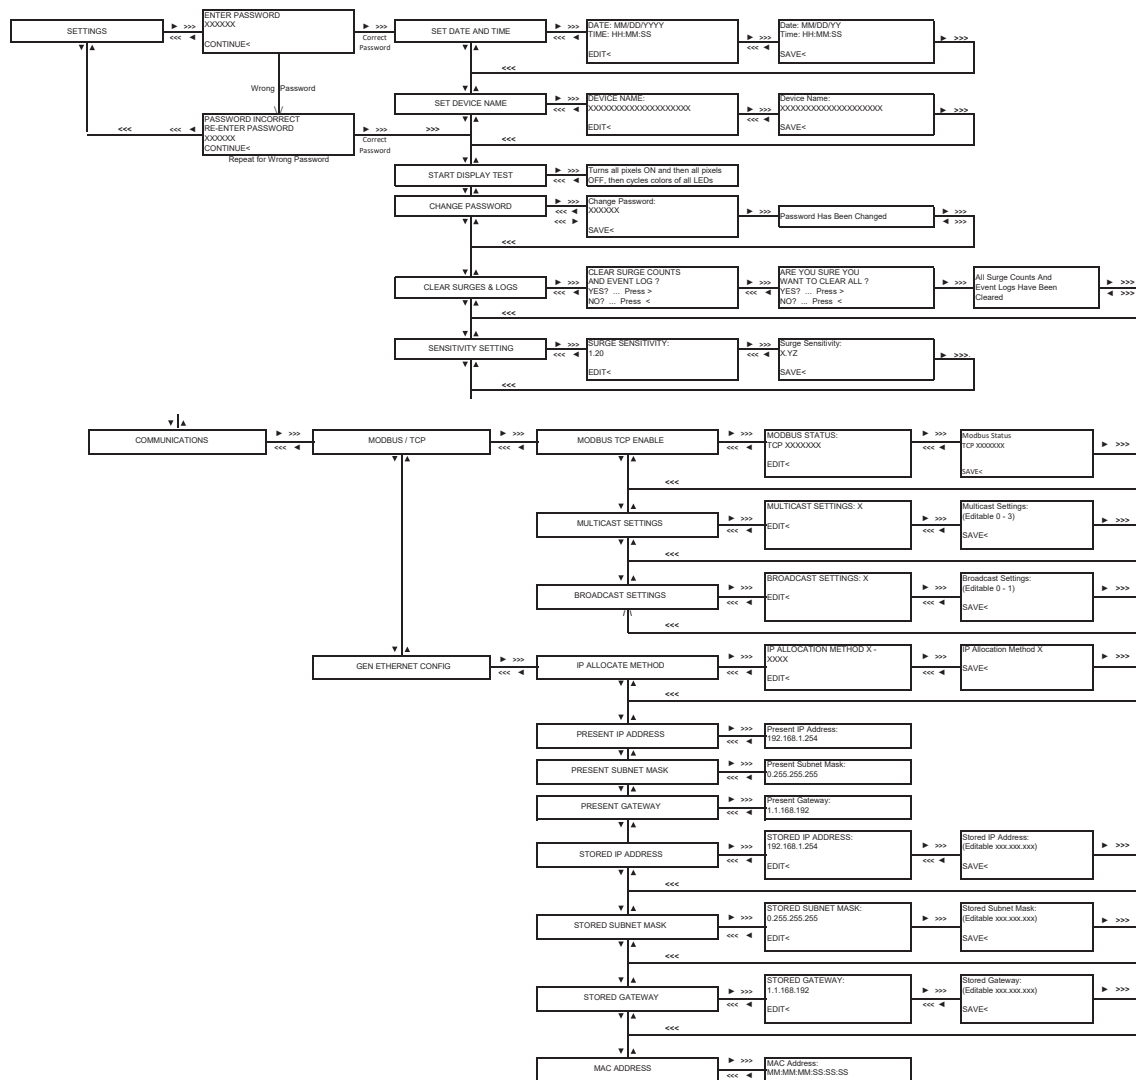 SETTINGS
ENTER PASSWORD
XXXXXX
CONTINUE<
► >>>
<<< ◄
► >>>
<<< ◄
Correct
Password
SET DATE AND TIME
► >>>
<<< ◄
DATE: MM/DD/YYYY
TIME: HH:MM:SS
EDIT<
► >>>
<<< ◄
Date: MM/DD/YY
Time: HH:MM:SS
SAVE<
► >>>
<<<
Wrong Password
SET DEVICE NAME
► >>>
<<< ◄
DEVICE NAME:
XXXXXXXXXXXXXXXXXXXX
EDIT<
► >>>
<<< ◄
Device Name:
XXXXXXXXXXXXXXXXXXXX
SAVE<
► >>>
<<<
PASSWORD INCORRECT
RE-ENTER PASSWORD
XXXXXX
CONTINUE<
Repeat for Wrong Password
<<<
<<< ◄
► >>>
>>>
Correct
Password
START DISPLAY TEST
► >>>
<<< ◄
Turns all pixels ON and then all pixels
OFF, then cycles colors of all LEDs
CHANGE PASSWORD
► >>>
<<< ◄
<<< ►
Change Password:
XXXXXX
SAVE<
► >>>
Password Has Been Changed
► >>>
◄ >>>
<<<
CLEAR SURGES & LOGS
► >>>
<<< ◄
CLEAR SURGE COUNTS
AND EVENT LOG ?
YES? ... Press >
NO? ... Press <
► >>>
<<< ◄
ARE YOU SURE YOU
WANT TO CLEAR ALL ?
YES? ... Press >
NO? ... Press <
► >>>
All Surge Counts And
Event Logs Have Been
Cleared
► >>>
◄ >>>
<<<
SENSITIVITY SETTING
► >>>
<<< ◄
SURGE SENSITIVITY:
1.20
EDIT<
► >>>
<<< ◄
Surge Sensitivity:
X.YZ
SAVE<
► >>>.
<<<
COMMUNICATIONS
► >>>
<<< ◄
MODBUS / TCP
► >>>
<<< ◄
MODBUS TCP ENABLE
► >>>
<<< ◄
MODBUS STATUS:
TCP XXXXXXX
EDIT<
► >>>
<<< ◄
Modbus Status
TCP XXXXXXX
SAVE<
► >>>
<<<
MULTICAST SETTINGS
► >>>
<<< ◄
MULTICAST SETTINGS: X
EDIT<
► >>>
<<< ◄
Multicast Settings:
(Editable 0 - 3)
SAVE<
► >>>
<<<
BROADCAST SETTINGS
► >>>
<<< ◄
BROADCAST SETTINGS: X
EDIT<
► >>>
<<< ◄
Broadcast Settings:
(Editable 0 - 1)
SAVE<
► >>>
<<<
GEN ETHERNET CONFIG
► >>>
<<< ◄
IP ALLOCATE METHOD
► >>>
<<< ◄
IP ALLOCATION METHOD X -
XXXX
EDIT<
► >>>
<<< ◄
IP Allocation Method X
SAVE<
► >>>
<<<
PRESENT IP ADDRESS
► >>>
<<< ◄
Present IP Address:
192.168.1.254
PRESENT SUBNET MASK
► >>>
<<< ◄
Present Subnet Mask:
0.255.255.255
PRESENT GATEWAY
► >>>
<<< ◄
Present Gateway:
1.1.168.192
STORED IP ADDRESS
► >>>
<<< ◄
STORED IP ADDRESS:
192.168.1.254
EDIT<
► >>>
<<< ◄
Stored IP Address:
(Editable xxx.xxx.xxx)
SAVE<
► >>>
<<<
STORED SUBNET MASK
► >>>
<<< ◄
STORED SUBNET MASK:
0.255.255.255
EDIT<
► >>>
<<< ◄
Stored Subnet Mask:
(Editable xxx.xxx.xxx)
SAVE<
► >>>
<<<
STORED GATEWAY
► >>>
<<< ◄
STORED GATEWAY:
1.1.168.192
EDIT<
► >>>
<<< ◄
Stored Gateway:
(Editable xxx.xxx.xxx)
SAVE<
► >>>
<<<
MAC ADDRESS
► >>>
<<< ◄
MAC Address:
MM:MM:MM:SS:SS:SS